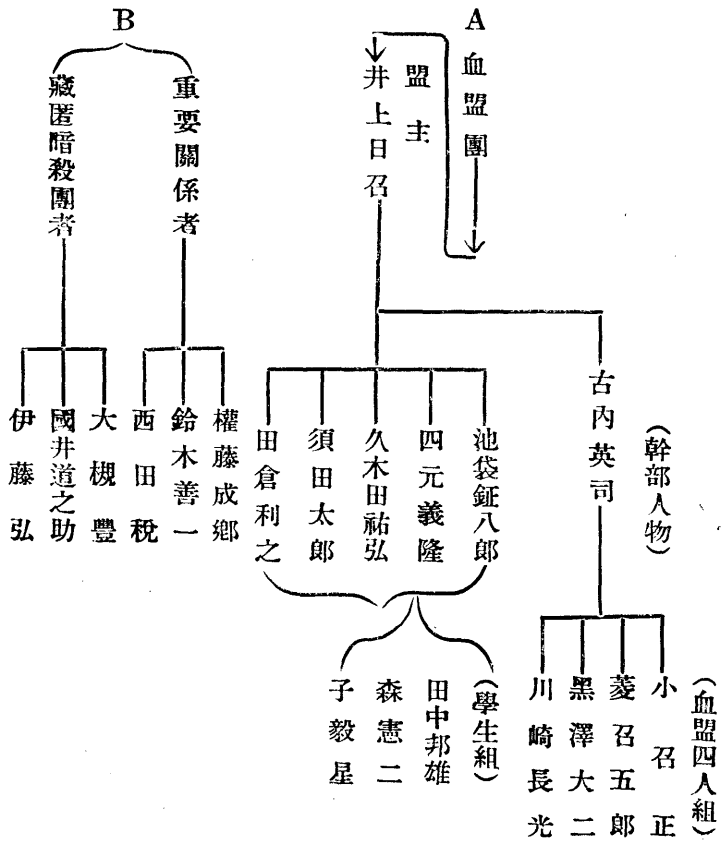 A
血盟團
盟主
井上日召
古內英司
(幹部人物)
池袋鉦八郎
四元義隆
久木田祐弘
須田太郎
田倉利之
(血盟四人組)
小召正
菱召五郎
黑澤大二
川崎長光
(學生組)
田中邦雄
森憲二
子毅星
B
重要關係者
權藤成鄕
鈴木善一
西田稅
藏匿暗殺團者
大槻豐
國井道之助
伊藤弘